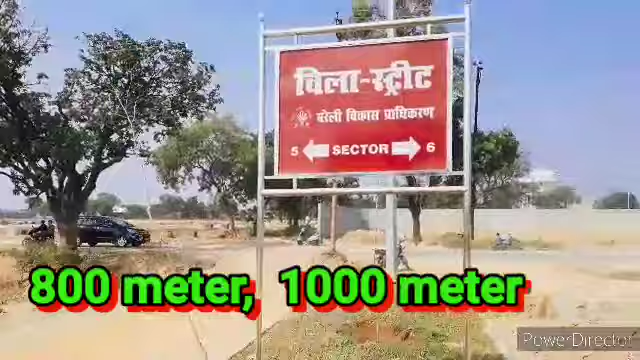 विला-स्ट्रीट
बरेली विकास प्राधिकरण
5 SECTOR 6
800 meter, 1000 meter
PowerDirector